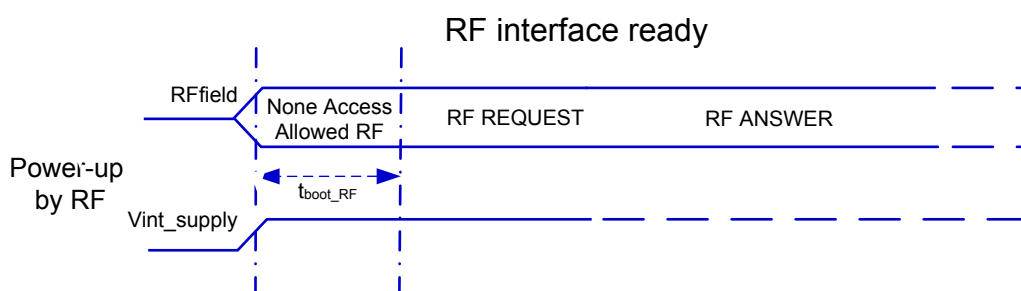 RF interface ready
RFfield
None Access
Allowed RF
RF REQUEST
RF ANSWER
Power-up
by RF
tboot_RF
Vint_supply